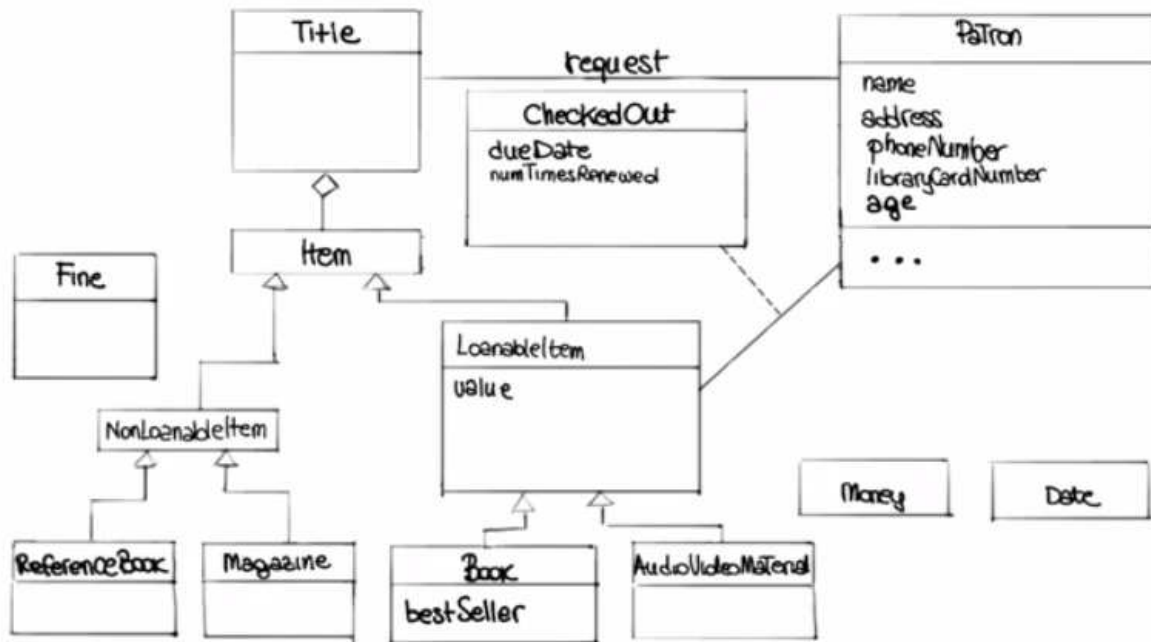 Title
request
Patron
name
address
phoneNumber
libraryCardNumber
age
...
CheckedOut
dueDate
numTimesRenewed
Item
Fine
LoanableItem
value
NonLoanableItem
Money
Date
ReferenceBook
Magazine
Book
bestSeller
AudioVideoMaterial